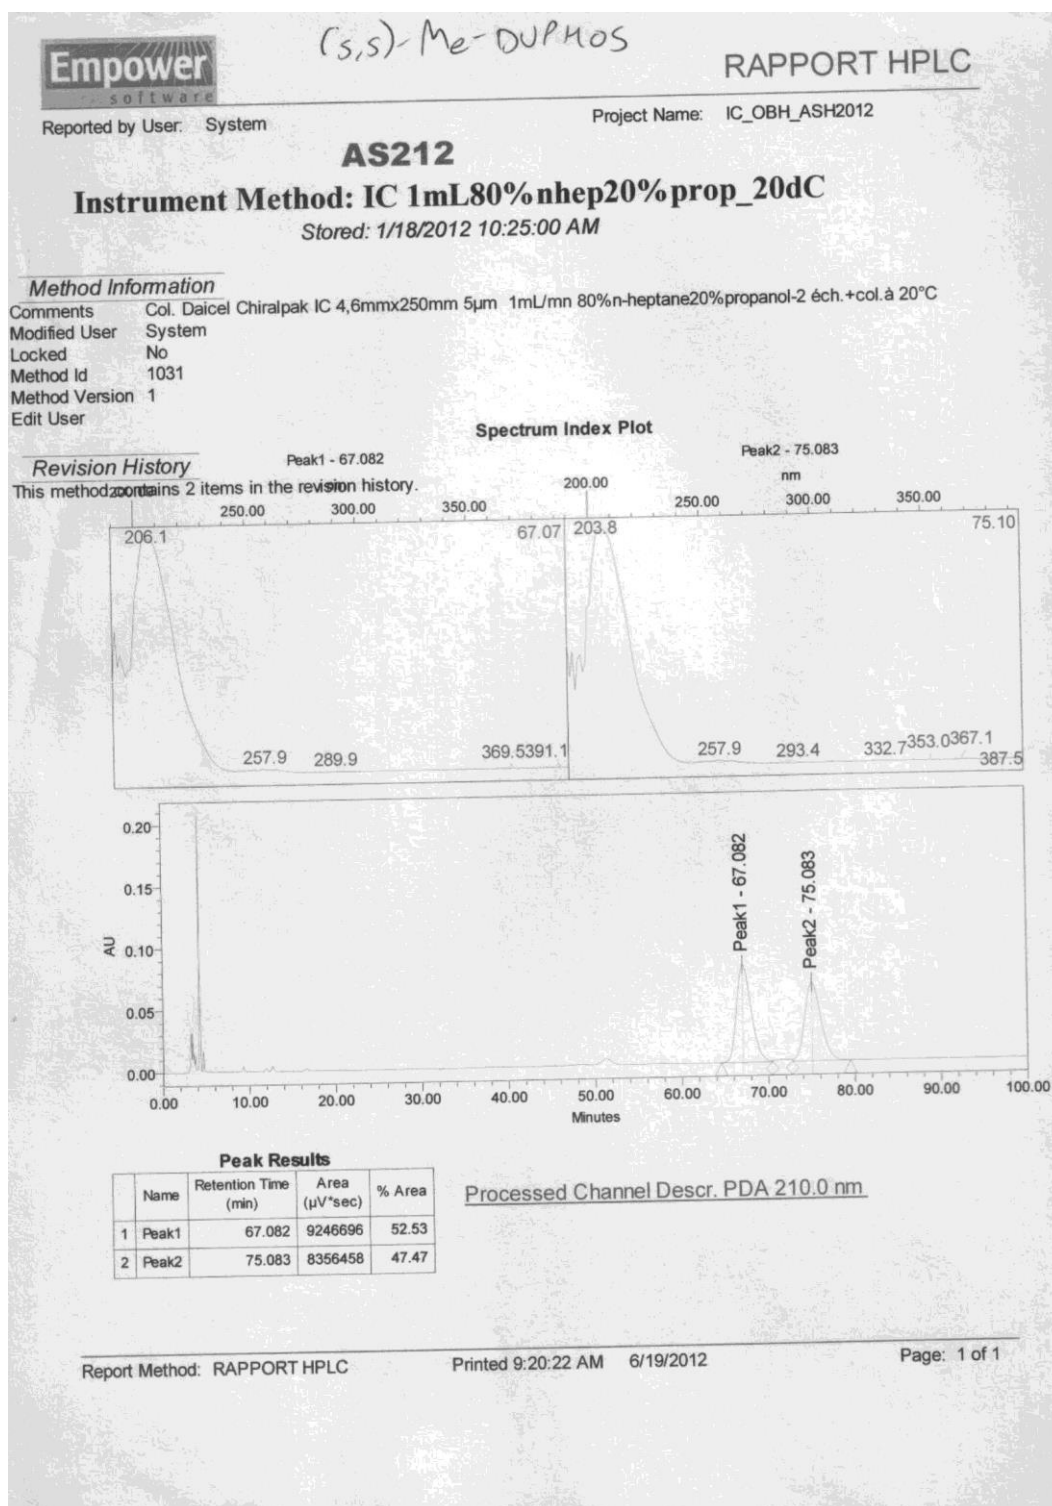 (s,s)-Me-DUPHOS
Empower
software
RAPPORT HPLC
Reported by User: System
Project Name: IC_OBH_ASH2012
AS212
Instrument Method: IC 1mL80%nhep20%prop_20dC
Stored: 1/18/2012 10:25:00 AM
Method Information
Comments Col. Daicel Chiralpak IC 4,6mmx250mm 5µm 1mL/mn 80%n-heptane20%propanol-2 éch.+col.à 20°C
Modified User System
Locked No
Method Id 1031
Method Version 1
Edit User
Spectrum Index Plot
Revision History
Peak1 - 67.082
Peak2 - 75.083
nm
This method contains 2 items in the revision history.
200.00 250.00 300.00 350.00
250.00 300.00 350.00
206.1 67.07 203.8 75.10
257.9 289.9 369.5391.1 257.9 293.4 332.7353.0367.1
387.5
AU
0.20
0.15
0.10
0.05
0.00
Peak1 - 67.082
Peak2 - 75.083
0.00 10.00 20.00 30.00 40.00 50.00 60.00 70.00 80.00 90.00 100.00
Minutes
Peak Results
Name Retention Time (min) Area (µV*sec) % Area
1 Peak1 67.082 9246696 52.53
2 Peak2 75.083 8356458 47.47
Processed Channel Descr. PDA 210.0 nm
Report Method: RAPPORT HPLC
Printed 9:20:22 AM 6/19/2012
Page: 1 of 1